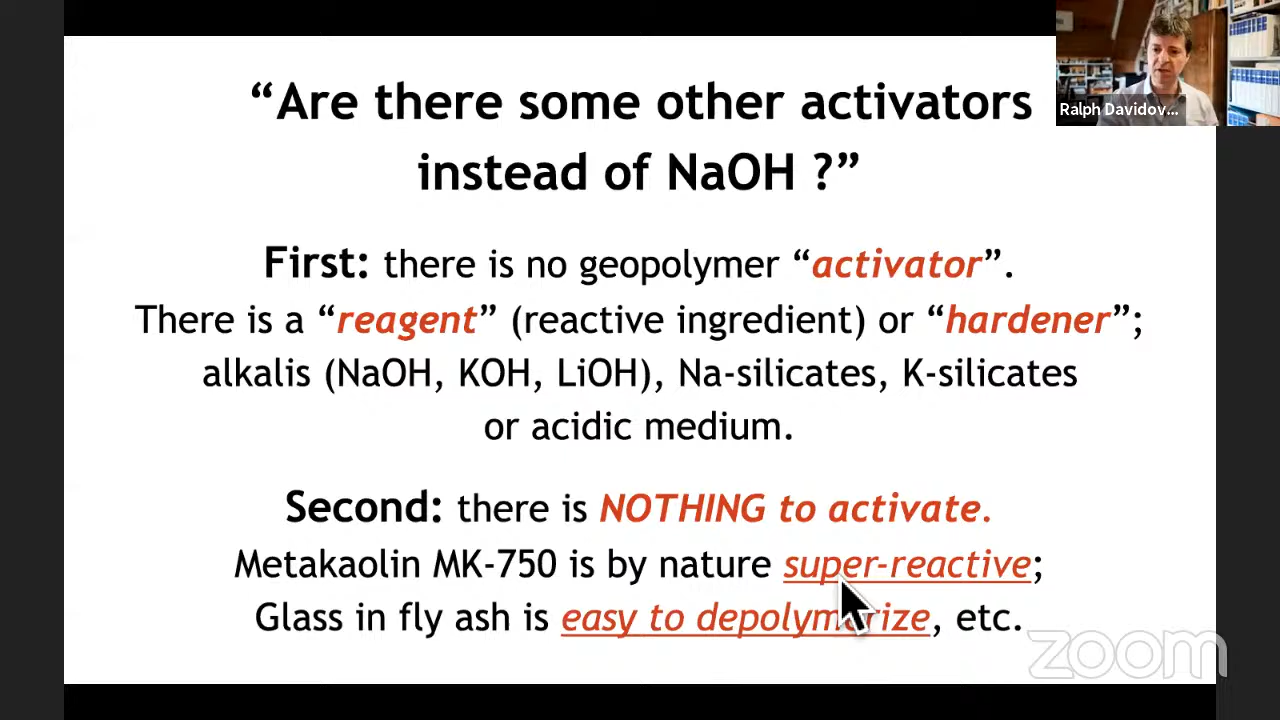 “Are there some other activators
instead of NaOH ?”
First: there is no geopolymer “activator”.
There is a “reagent” (reactive ingredient) or “hardener”;
alkalis (NaOH, KOH, LiOH), Na-silicates, K-silicates
or acidic medium.
Second: there is NOTHING to activate.
Metakaolin MK-750 is by nature super-reactive;
Glass in fly ash is easy to depolymerize, etc.
Ralph Davidov...
zoom